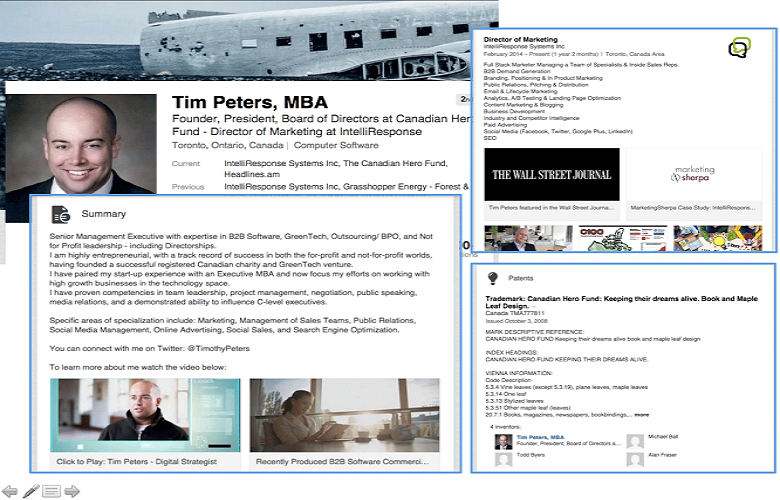 Tim Peters, MBA
Founder, President, Board of Directors at Canadian Hero
Fund - Director of Marketing at IntelliResponse
Toronto, Ontario, Canada | Computer Software
Current IntelliResponse Systems Inc, The Canadian Hero Fund,
Headlines.am
Previous IntelliResponse Systems Inc, Grasshopper Energy - Forest &
Summary
Senior Management Executive with expertise in B2B Software, GreenTech, Outsourcing/ BPO, and Not
for Profit leadership - including Directorships.
I am highly entrepreneurial, with a track record of success in both the for-profit and not-for-profit worlds,
having founded a successful registered Canadian charity and GreenTech venture.
I have paired my start-up experience with an Executive MBA and now focus my efforts on working with
high growth businesses in the technology space.
I have proven competencies in team leadership, project management, negotiation, public speaking,
media relations, and a demonstrated ability to influence C-level executives.
Specific areas of specialization include: Marketing, Management of Sales Teams, Public Relations,
Social Media Management, Online Advertising, Social Sales, and Search Engine Optimization.
You can connect with me on Twitter: @TimothyPeters
To learn more about me watch the video below:
Click to Play: Tim Peters - Digital Strategist
Recently Produced B2B Software Commerci...
Director of Marketing
IntelliResponse Systems Inc
February 2014 – Present (1 year 2 months) | Toronto, Canada Area
Full Stack Marketer Managing a Team of Specialists & Inside Sales Reps.
B2B Demand Generation
Branding, Positioning & In Product Marketing
Public Relations, Pitching & Distribution
Email & Lifecycle Marketing
Analytics, A/B Testing & Landing Page Optimization
Content Marketing & Blogging
Business Development
Industry and Competitor Intelligence
Paid Advertising
Social Media (Facebook, Twitter, Google Plus, LinkedIn)
SEO
THE WALL STREET JOURNAL
marketing
sherpa
Tim Peters featured in the Wall Street Journa...
MarketingSherpa Case Study: IntelliRespons...
Patents
Trademark: Canadian Hero Fund: Keeping their dreams alive. Book and Maple
Leaf Design.
Canada TMA777811
Issued October 3, 2008
MARK DESCRIPTIVE REFERENCE:
CANADIAN HERO FUND Keeping their dreams alive book and maple leaf design
INDEX HEADINGS:
CANADIAN HERO FUND KEEPING THEIR DREAMS ALIVE.
VIENNA INFORMATION:
Code Description
5.3.4 Vine leaves (except 5.3.19), plane leaves, maple leaves
5.3.14 One leaf
5.3.13 Stylized leaves
5.3.51 Other maple leaf (leaves)
20.7.1 Books, magazines, newspapers, bookbindings,... more
4 inventors:
Tim Peters, MBA
Founder, President, Board of Directors a...
Michael Ball
Todd Byers
Alan Fraser